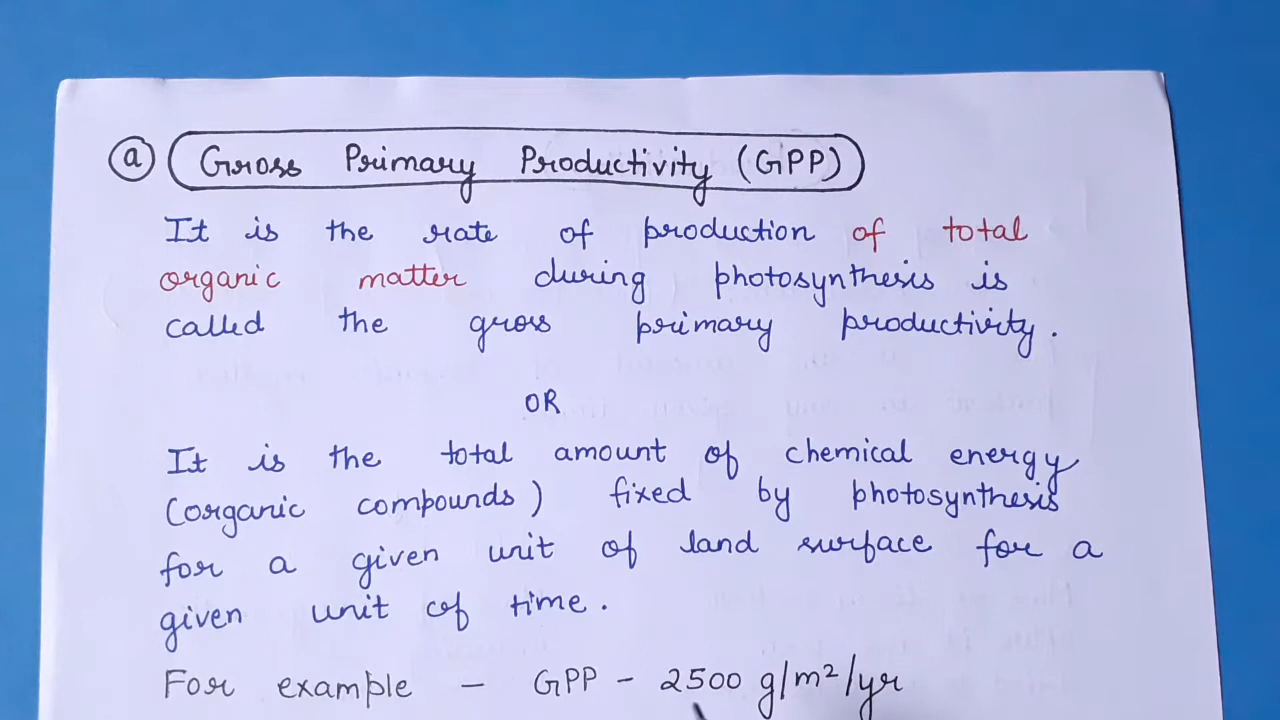 (a) Gross Primary Productivity (GPP)
It is the rate of production of total
organic matter during photosynthesis is
called the gross primary productivity.
OR
It is the total amount of chemical energy
(organic compounds) fixed by photosynthesis
for a given unit of land surface for a
given unit of time.
For example - GPP - 2500 g/m²/yr